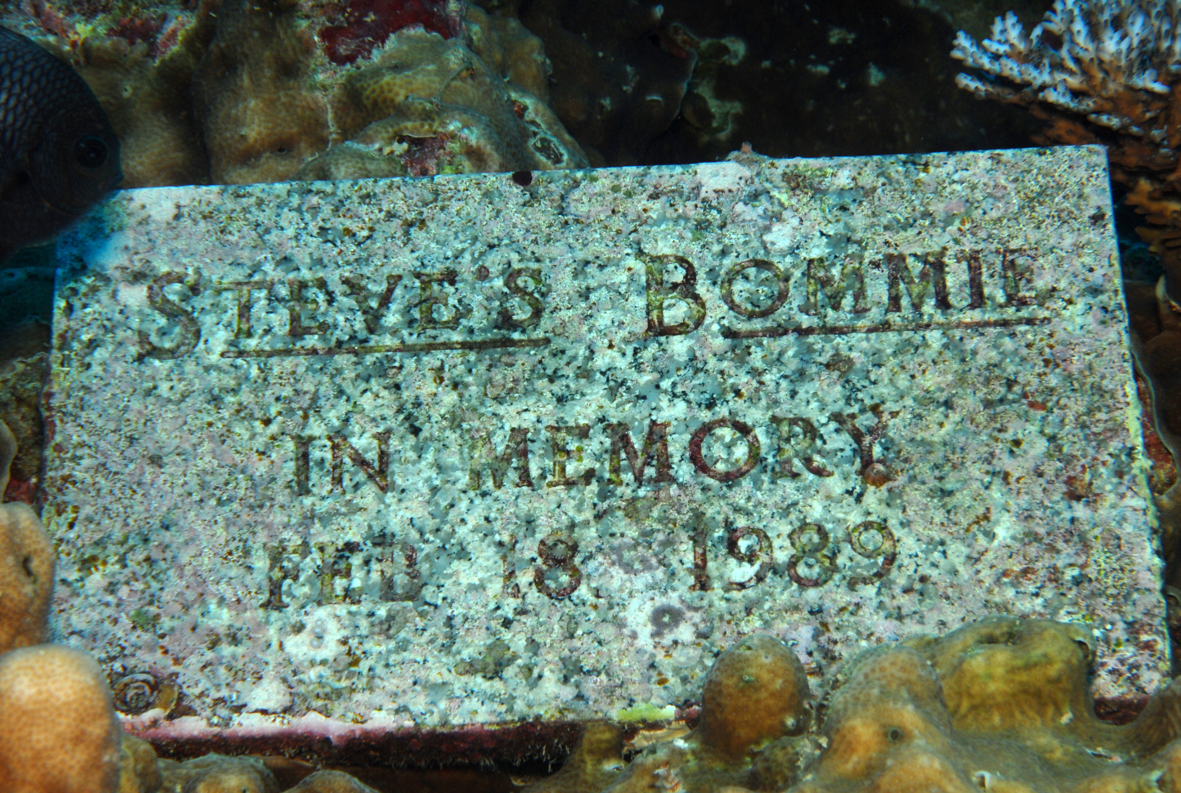 STEVE'S BOMMIE
IN MEMORY
FEB 18. 1989